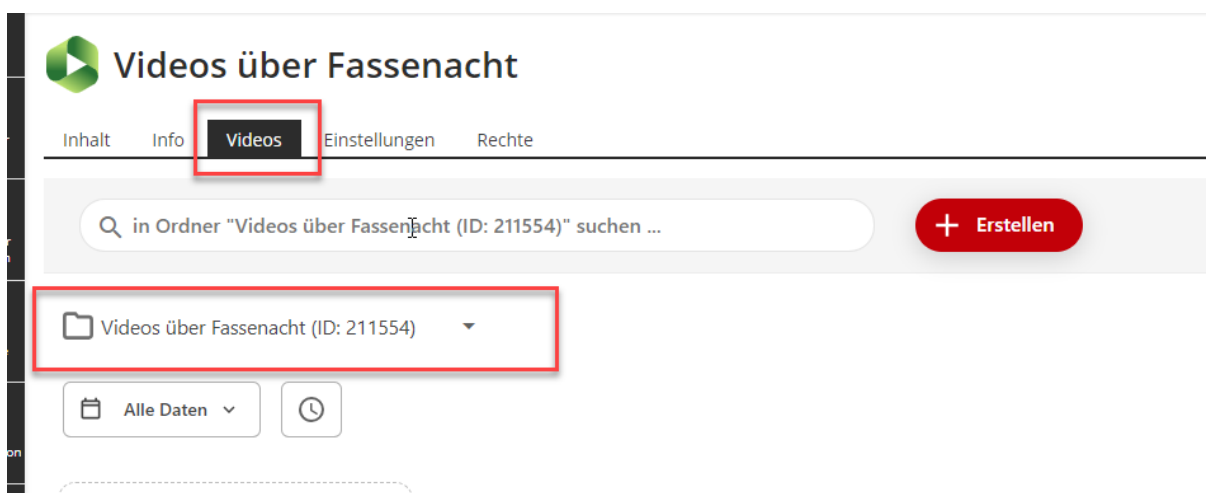 Videos über Fassenacht
Inhalt Info Videos Einstellungen Rechte
in Ordner "Videos über Fassenacht (ID: 211554)" suchen ...
Erstellen
Videos über Fassenacht (ID: 211554)
Alle Daten
on